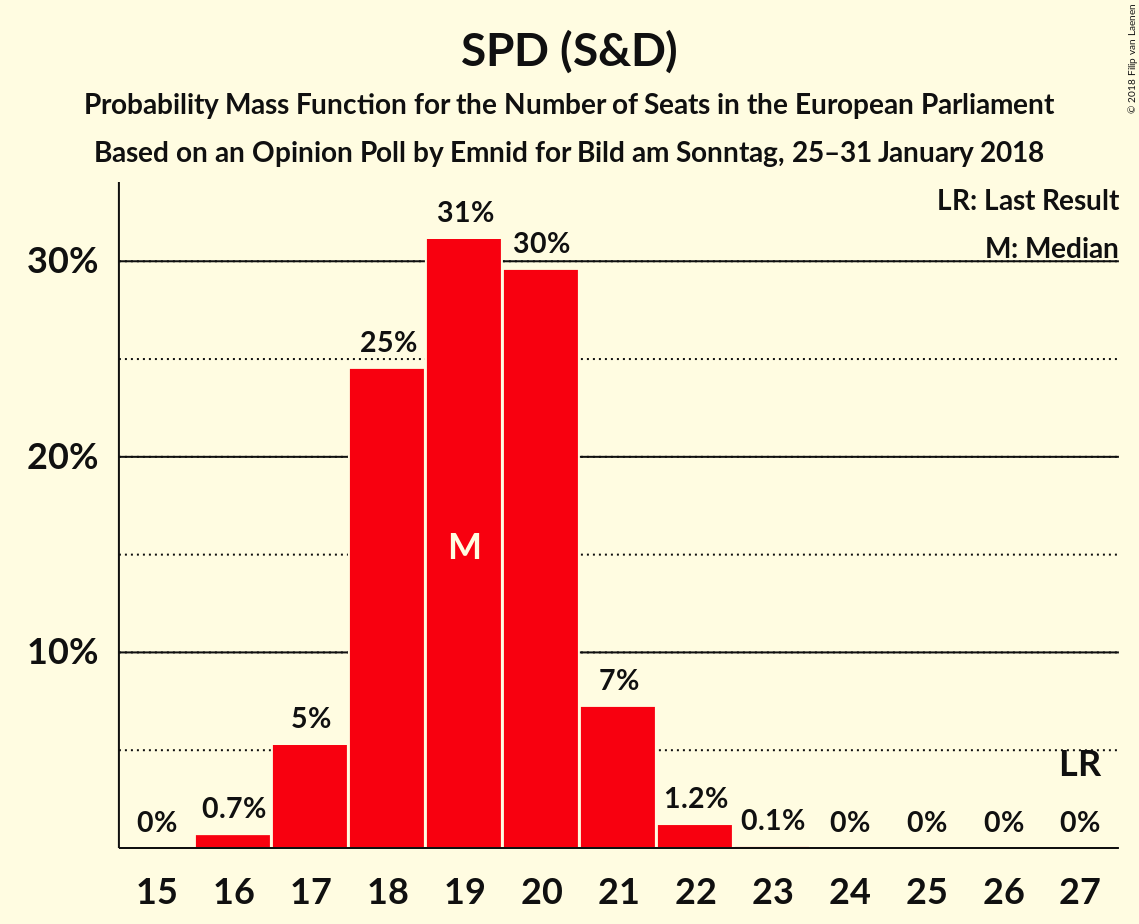 SPD (S&D)
Probability Mass Function for the Number of Seats in the European Parliament
Based on an Opinion Poll by Emnid for Bild am Sonntag, 25–31 January 2018
© 2018 Filip van Laenen
LR: Last Result
M: Median
30%
20%
10%
0%
0.7%
5%
25%
31%
30%
7%
1.2%
0.1%
0%
0%
0%
0%
M
LR
15 16 17 18 19 20 21 22 23 24 25 26 27